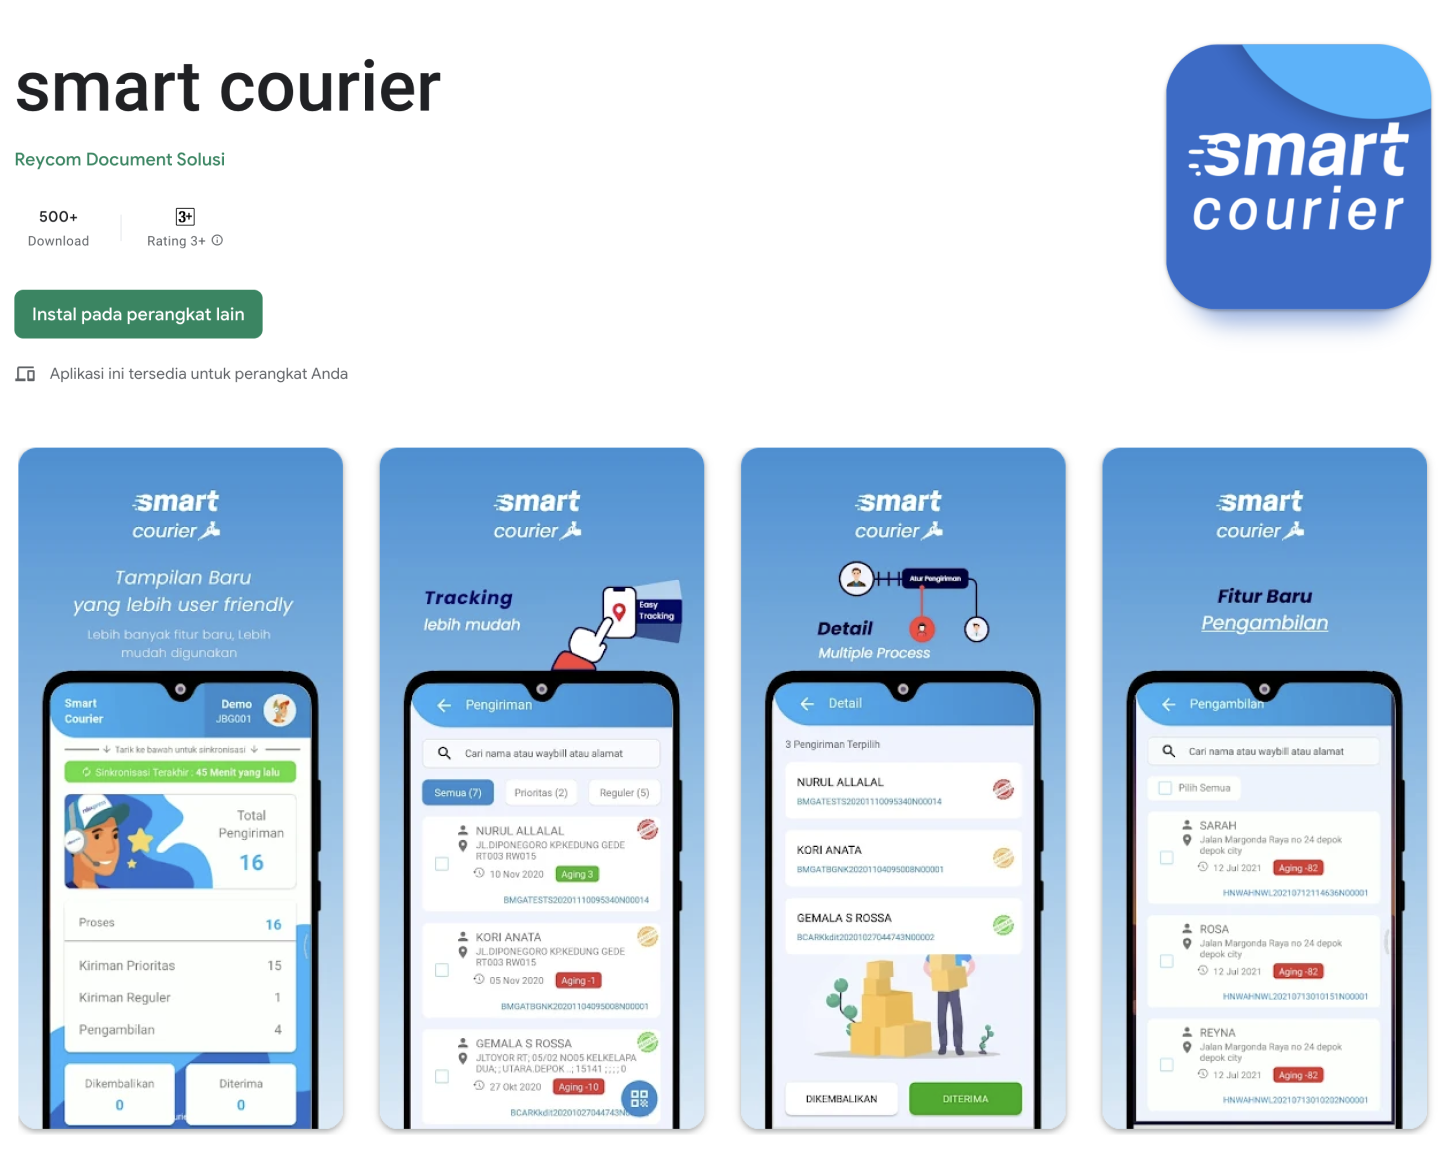 smart courier
Reycom Document Solusi
500+
Download
3+
Rating 3+
Instal pada perangkat lain
Aplikasi ini tersedia untuk perangkat Anda
smart
courier
smart
courier
Tampilan Baru
yang lebih user friendly
Lebih banyak fitur baru, Lebih
mudah digunakan
Smart
Courier
Demo
JBG001
Tarik ke bawah untuk sinkronisasi
Sinkronisasi Terakhir : 45 Menit yang lalu
Total
Pengiriman
16
Proses 16
Kiriman Prioritas 15
Kiriman Reguler 1
Pengambilan 4
Dikembalikan
0
Diterima
0
smart
courier
Tracking
lebih mudah
Easy
Tracking
Pengiriman
Cari nama atau waybill atau alamat
Semua (7)
Prioritas (2)
Reguler (5)
NURUL ALLALAL
JL.DIPONEGORO KP.KEDUNG GEDE
RT003 RW015
10 Nov 2020
Aging 3
BMGATESTS20201110095340N00014
KORI ANATA
JL.DIPONEGORO KP.KEDUNG GEDE
RT003 RW015
05 Nov 2020
Aging -1
BMGATBGNK20201104095008N00001
GEMALA S ROSSA
JLTOYOR RT; 05/02 NO05 KELKELAPA
DUA; ; UTARA.DEPOK ..; 15141 ; ; ; ; 0
27 Okt 2020
Aging -10
BCARKkdit20201027044743N
smart
courier
Atur Pengiriman
Detail
Multiple Process
Detail
3 Pengiriman Terpilih
NURUL ALLALAL
BMGATESTS20201110095340N00014
KORI ANATA
BMGATBGNK20201104095008N00001
GEMALA S ROSSA
BCARKkdit20201027044743N00002
DIKEMBALIKAN
DITERIMA
smart
courier
Fitur Baru
Pengambilan
Pengambilan
Cari nama atau waybill atau alamat
Pilih Semua
SARAH
Jalan Margonda Raya no 24 depok
depok city
12 Jul 2021
Aging -82
HNWAHNWL20210712114636N00001
ROSA
Jalan Margonda Raya no 24 depok
depok city
12 Jul 2021
Aging -82
HNWAHNWL20210713010151N00001
REYNA
Jalan Margonda Raya no 24 depok
depok city
12 Jul 2021
Aging -82
HNWAHNWL20210713010202N00001